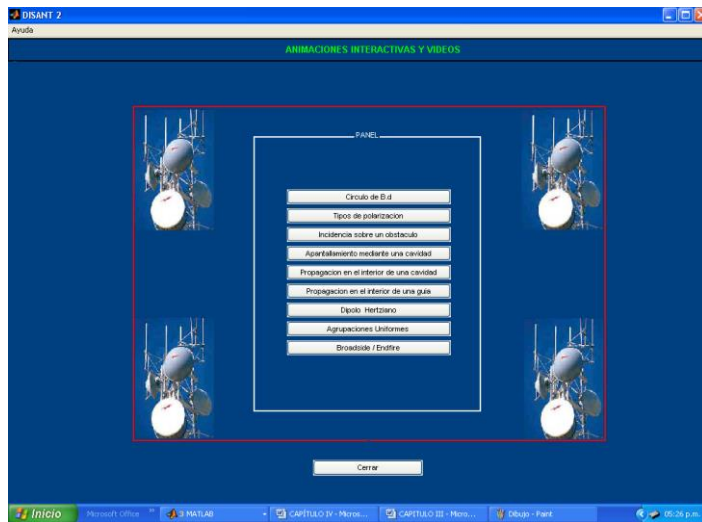 DISANT 2
Ayuda
ANIMACIONES INTERACTIVAS Y VIDEOS
PANEL
Circulo de B.d
Tipos de polarizacion
Incidencia sobre un obstaculo
Apantallamiento mediante una cavidad
Propagacion en el interior de una cavidad
Propagacion en el interior de una guia
Dipolo Hertziano
Agrupaciones Uniformes
Broadside / Endfire
Cerrar
Inicio
Microsoft Office
3 MATLAB
CAPÍTULO IV - Micros...
CAPITULO III - Micro...
Dibujo - Paint
05:26 p.m.